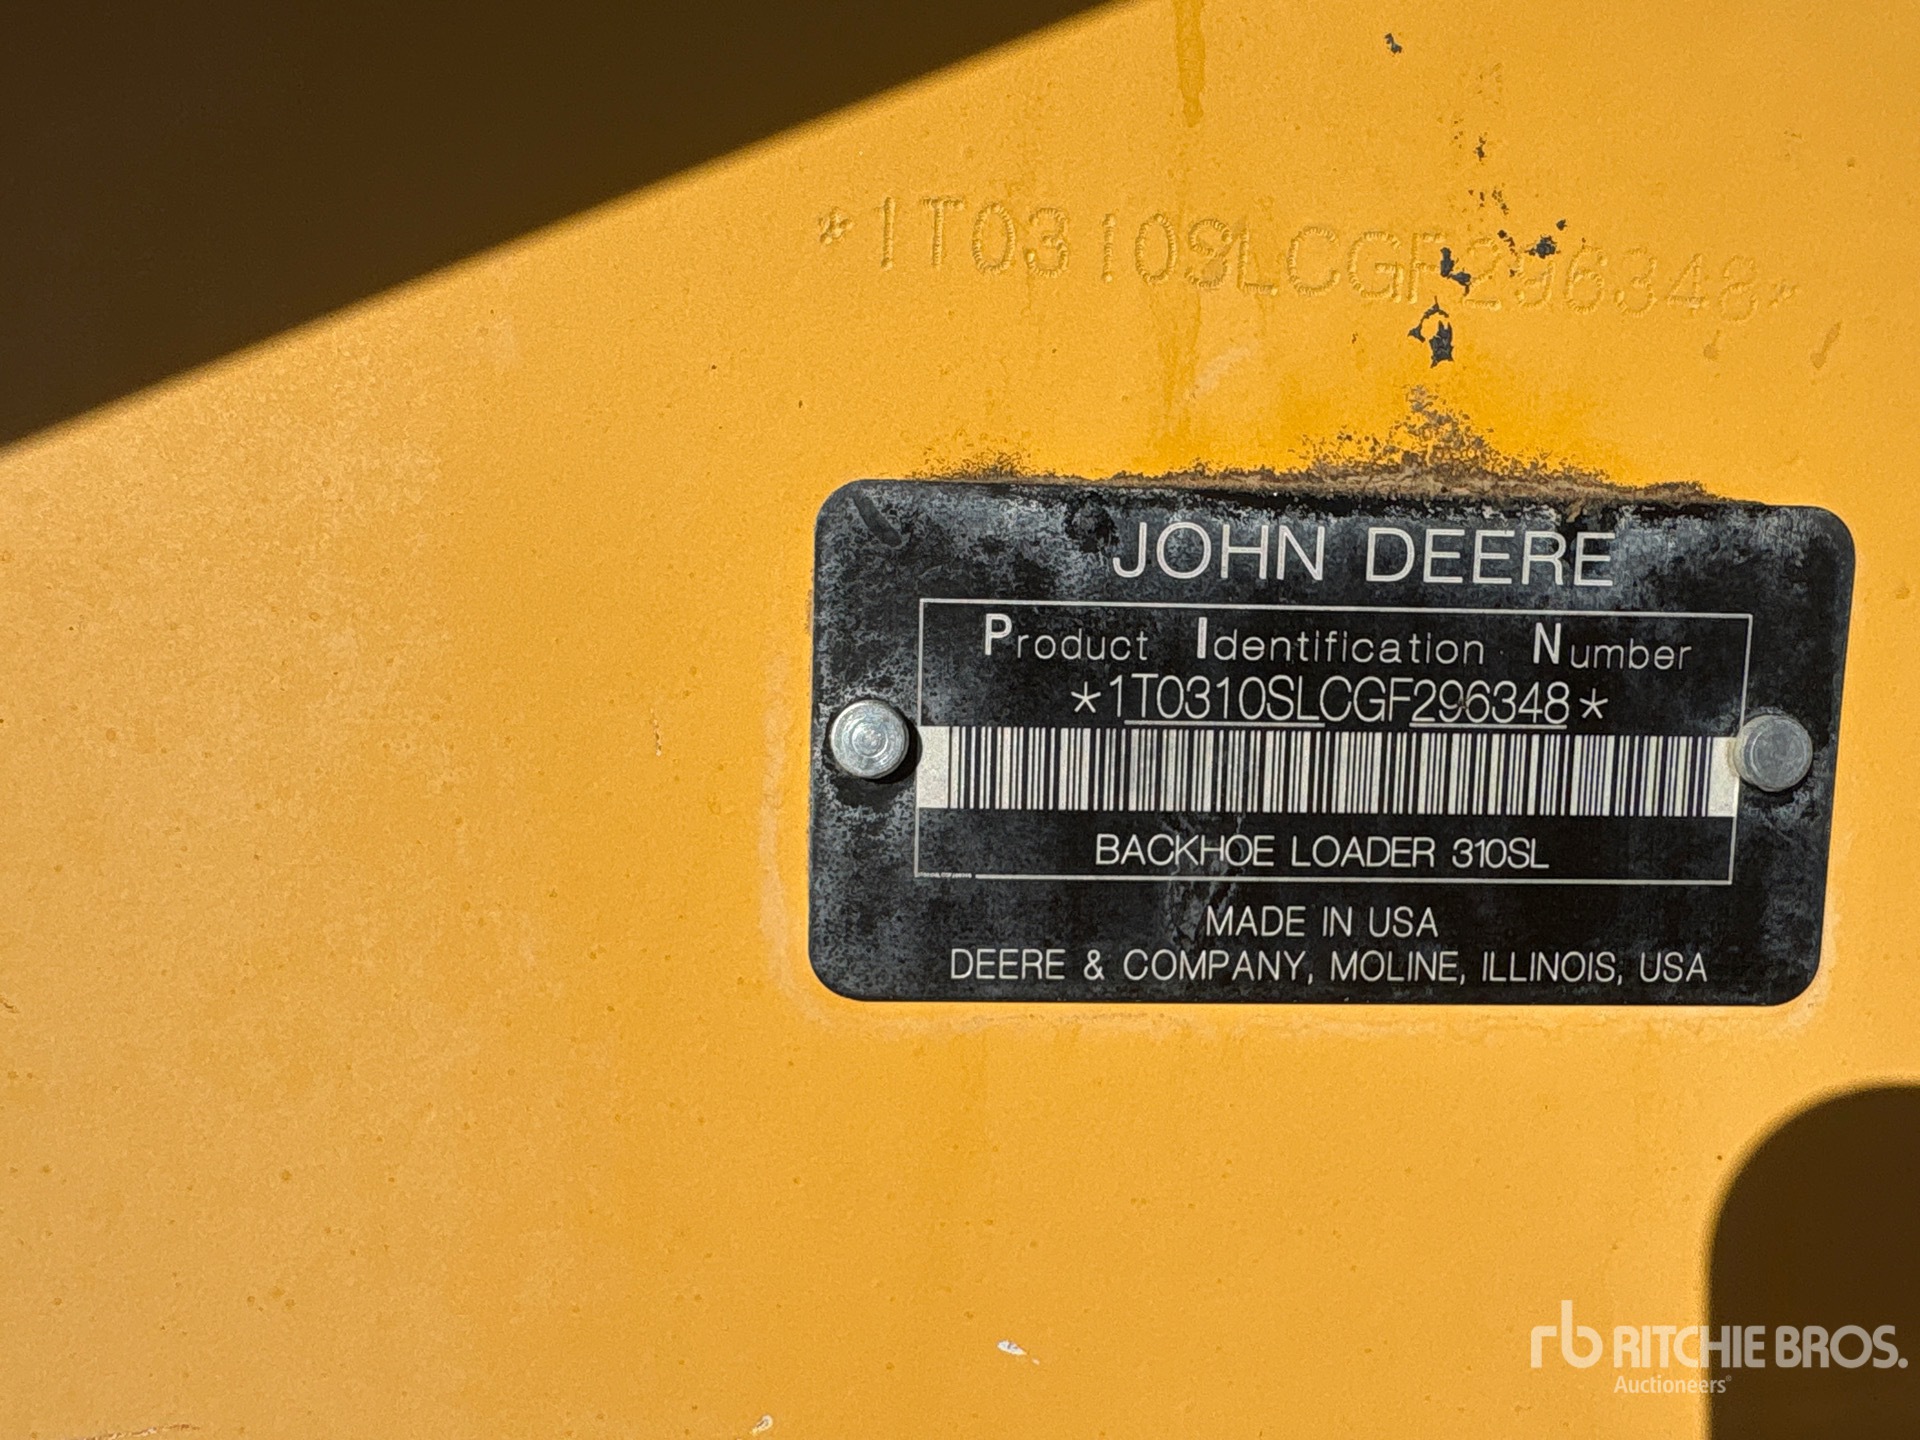 *1T0310SLCGF296348*
JOHN DEERE
Product Identification Number
*1T0310SLCGF296348*
BACKHOE LOADER 310SL
MADE IN USA
DEERE & COMPANY, MOLINE, ILLINOIS, USA
rb RITCHIE BROS.
Auctioneers®